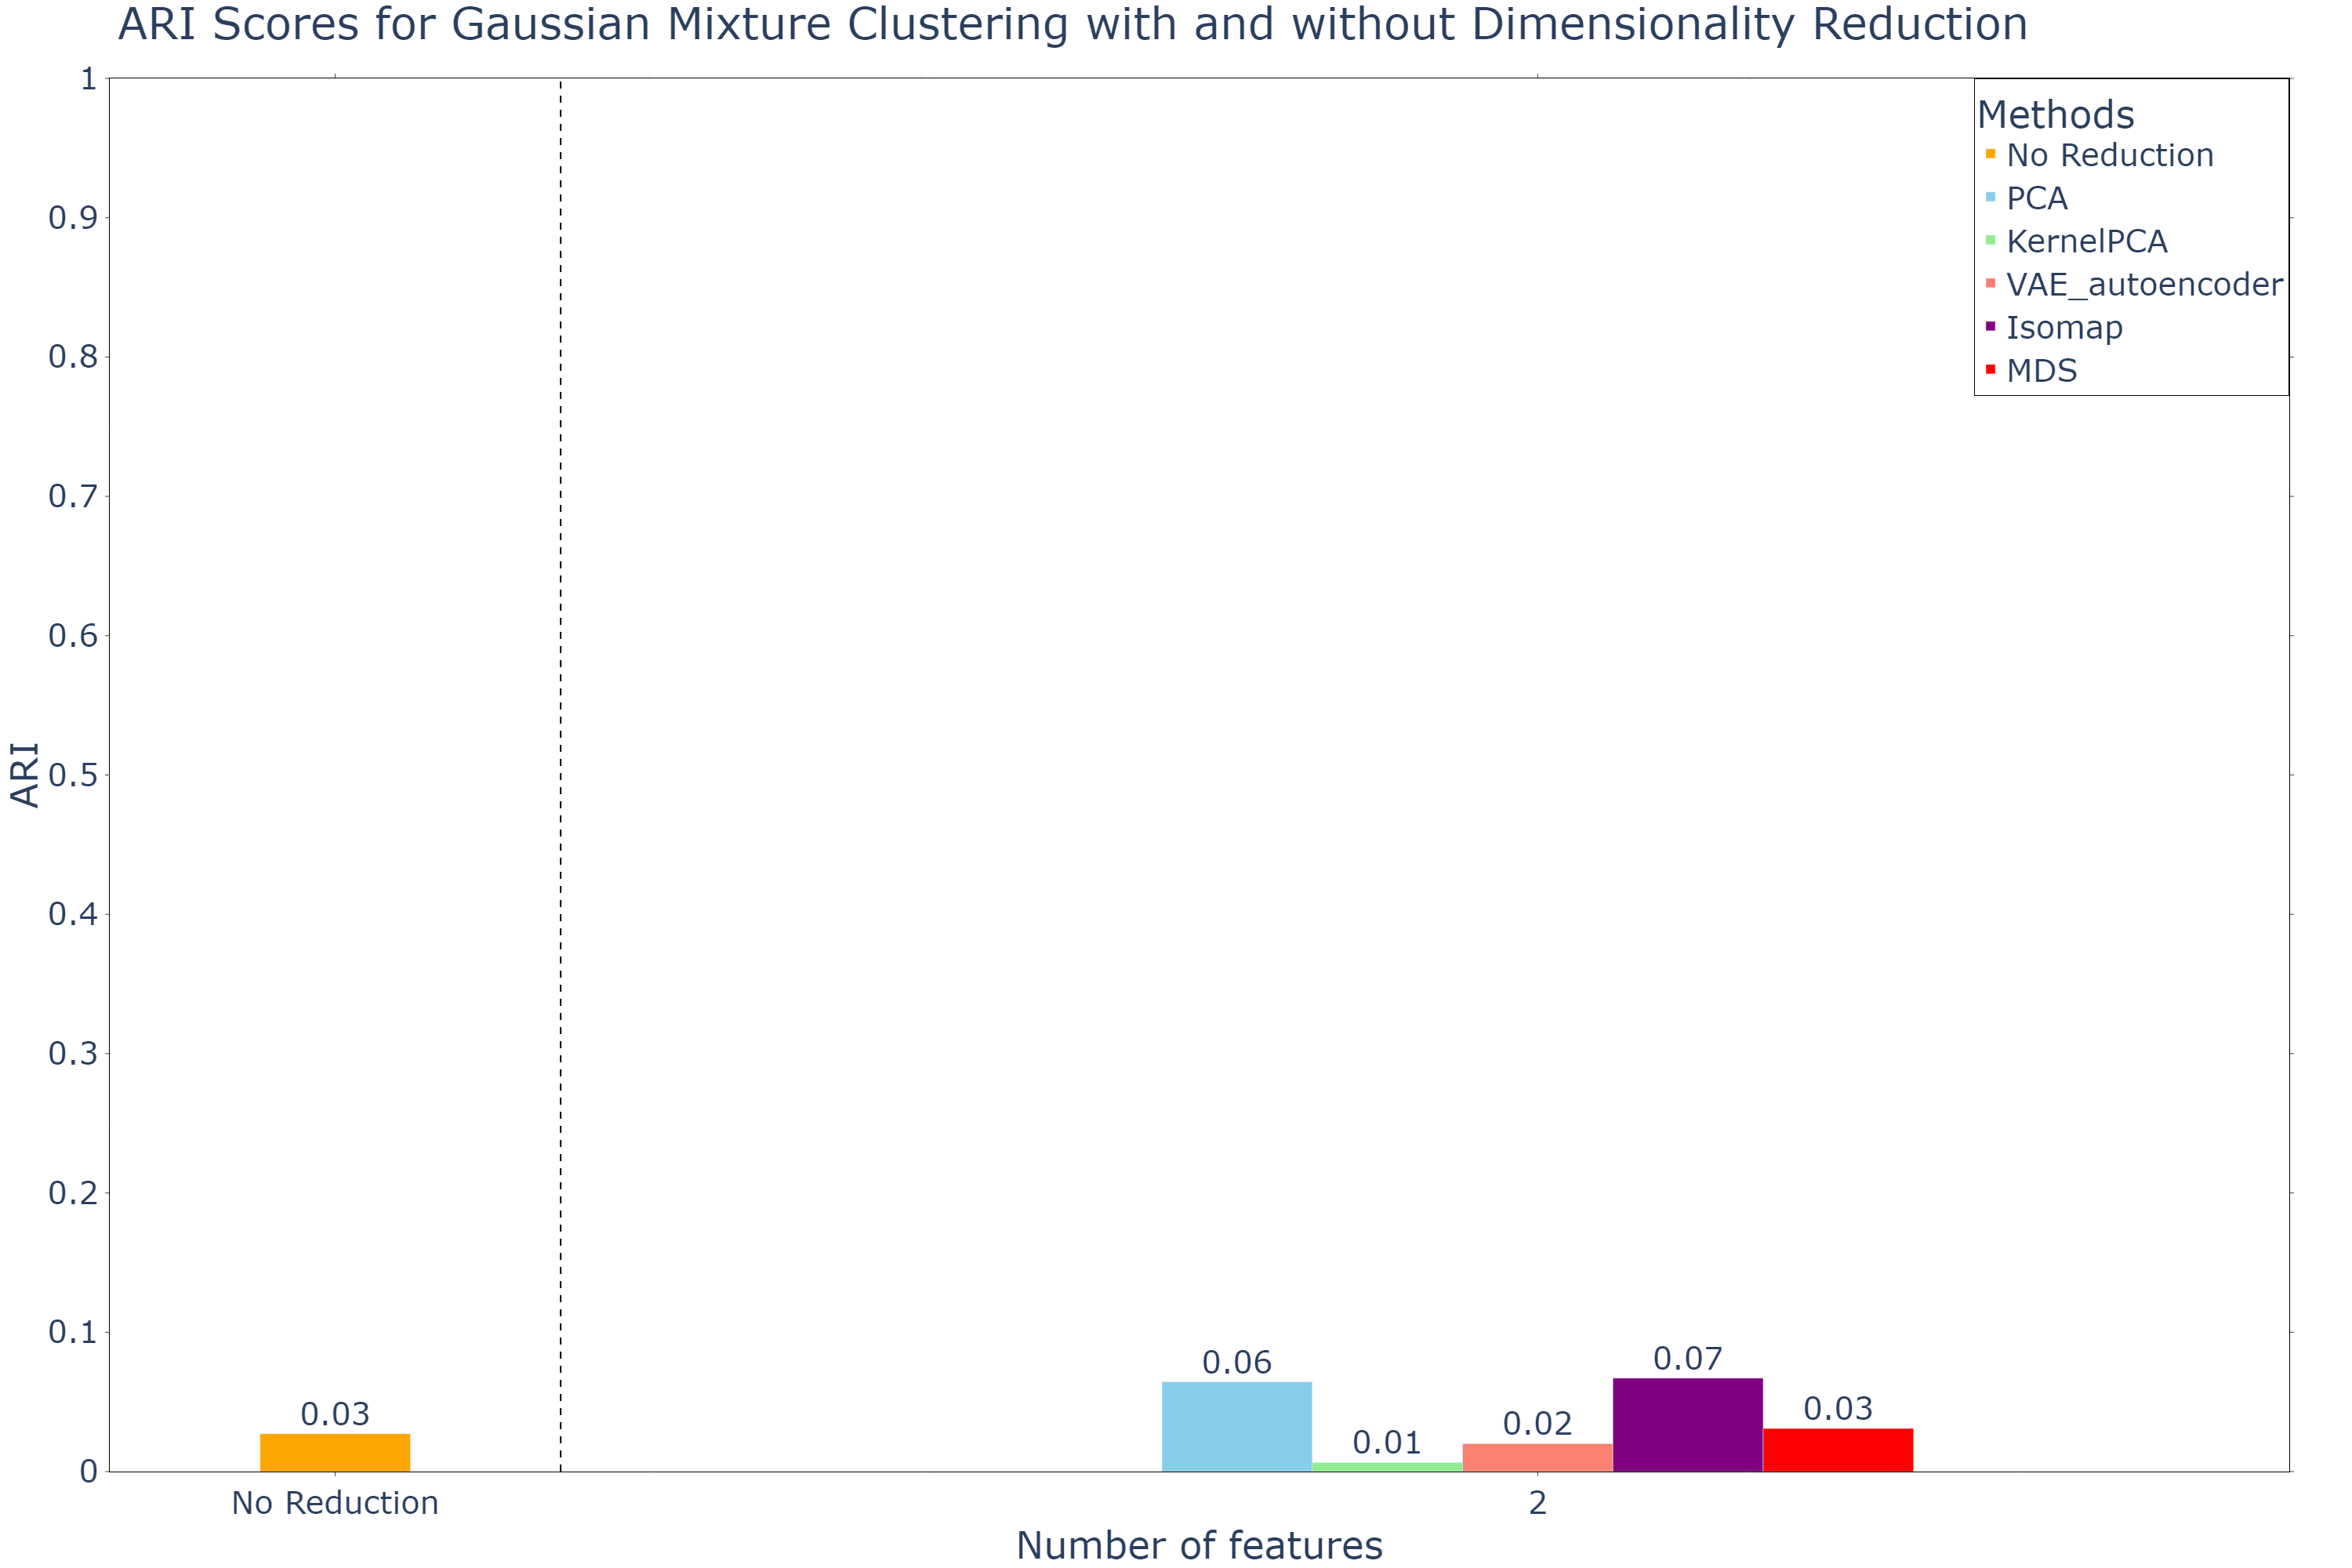 ARI Scores for Gaussian Mixture Clustering with and without Dimensionality Reduction
1
0.9
0.8
0.7
0.6
0.5
0.4
0.3
0.2
0.1
0
ARI
Methods
No Reduction
PCA
KernelPCA
VAE_autoencoder
Isomap
MDS
0.03
0.06
0.01
0.02
0.07
0.03
No Reduction
2
Number of features